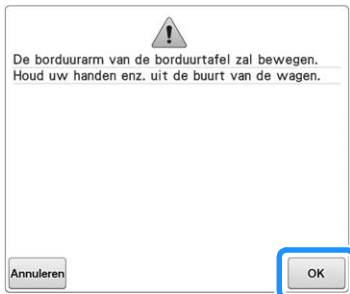 De borduurarm van de borduurtafel zal bewegen.
Houd uw handen enz. uit de buurt van de wagen.
Annuleren
OK